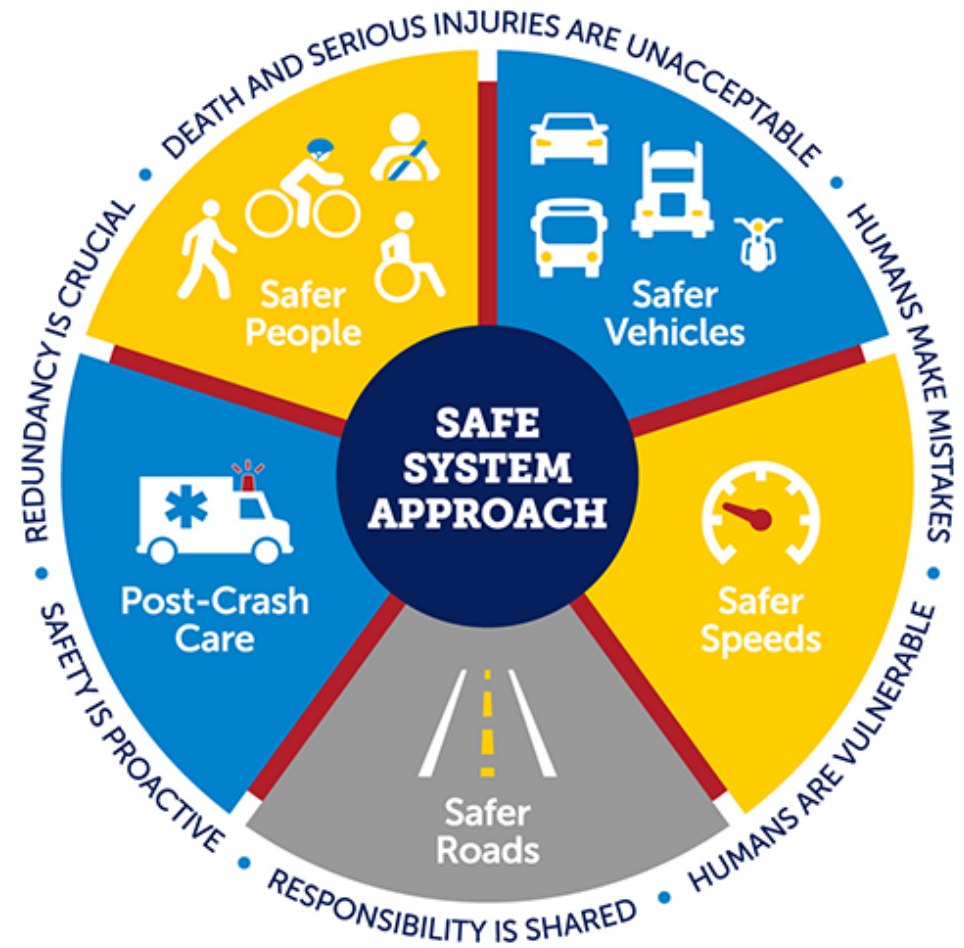 DEATH AND SERIOUS INJURIES ARE UNACCEPTABLE
HUMANS MAKE MISTAKES
HUMANS ARE VULNERABLE
RESPONSIBILITY IS SHARED
SAFETY IS PROACTIVE
REDUNDANCY IS CRUCIAL
SAFE
SYSTEM
APPROACH
Safer
People
Safer
Vehicles
Safer
Speeds
Safer
Roads
Post-Crash
Care